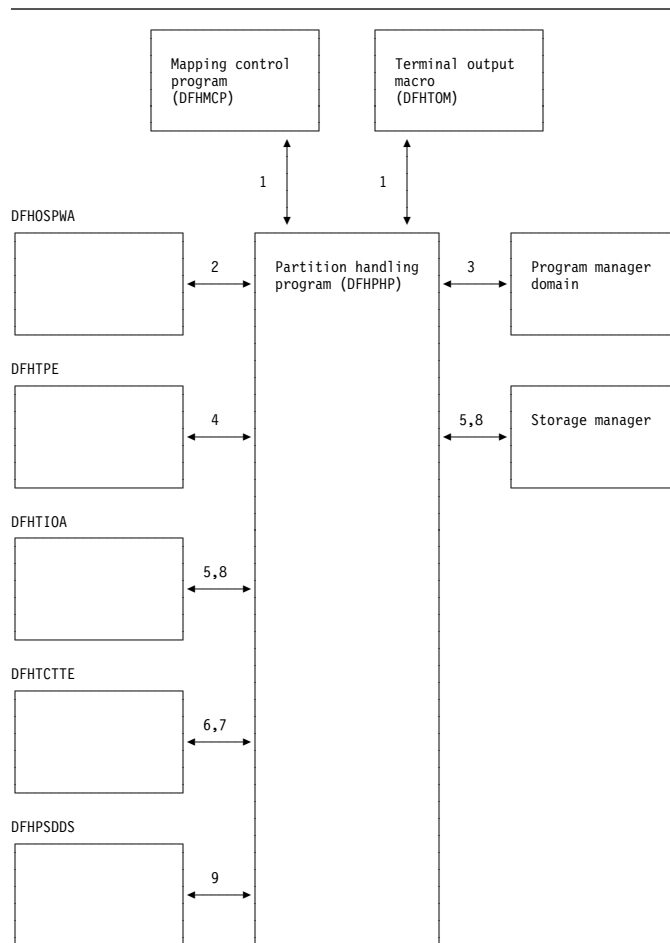 Mapping control
program
(DFHMCP)
Terminal output
macro
(DFHTOM)
1
1
DFHOSPWA
2
Partition handling
program (DFHPHP)
3
Program manager
domain
DFHTPE
4
5,8
Storage manager
DFHTIOA
5,8
DFHTCTTE
6,7
DFHPSDDS
9